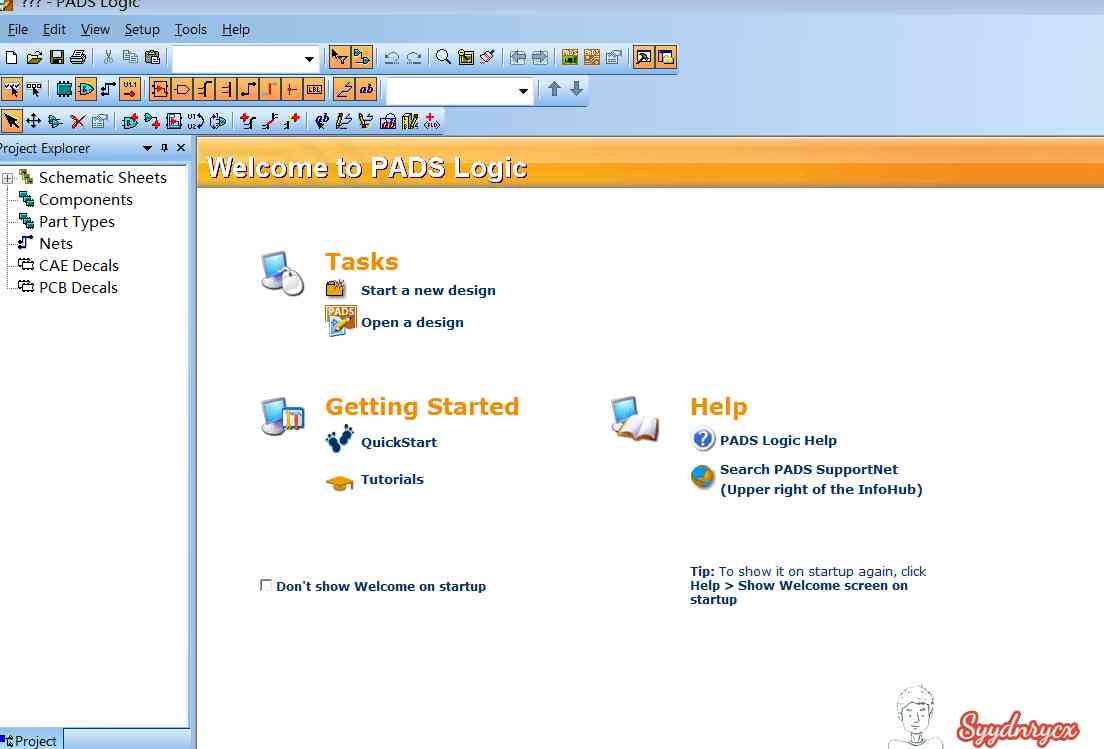 ??? - PADS Logic
File Edit View Setup Tools Help
Project Explorer
Schematic Sheets
Components
Part Types
Nets
CAE Decals
PCB Decals
Project
Welcome to PADS Logic
Tasks
Start a new design
PADS
Open a design
Getting Started
QuickStart
Tutorials
Help
PADS Logic Help
Search PADS SupportNet
(Upper right of the InfoHub)
Don't show Welcome on startup
Tip: To show it on startup again, click
Help > Show Welcome screen on
startup
Syydnrycx